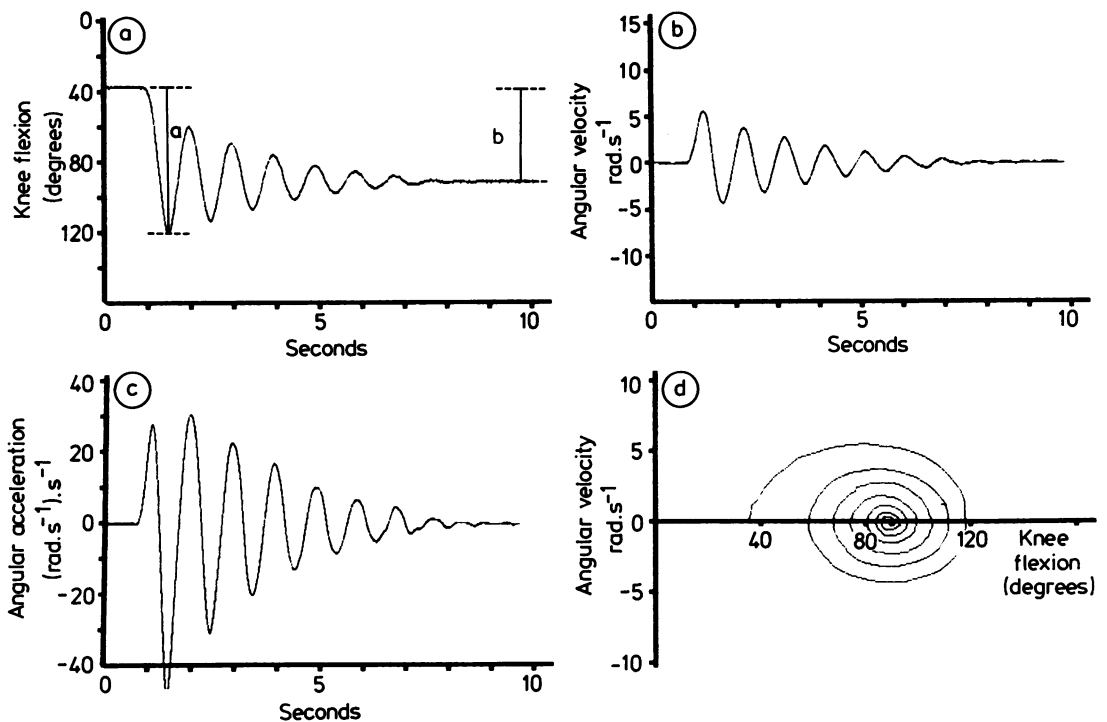 a
0
40
80
120
Knee flexion
(degrees)
a
b
0
5
10
Seconds
b
15
10
5
0
-5
-10
Angular velocity
rad.s⁻¹
0
5
10
Seconds
c
40
20
0
-20
-40
Angular acceleration
(rad.s⁻¹).s⁻¹
0
5
10
Seconds
d
10
5
0
-5
-10
Angular velocity
rad.s⁻¹
40
80
120
Knee
flexion
(degrees)